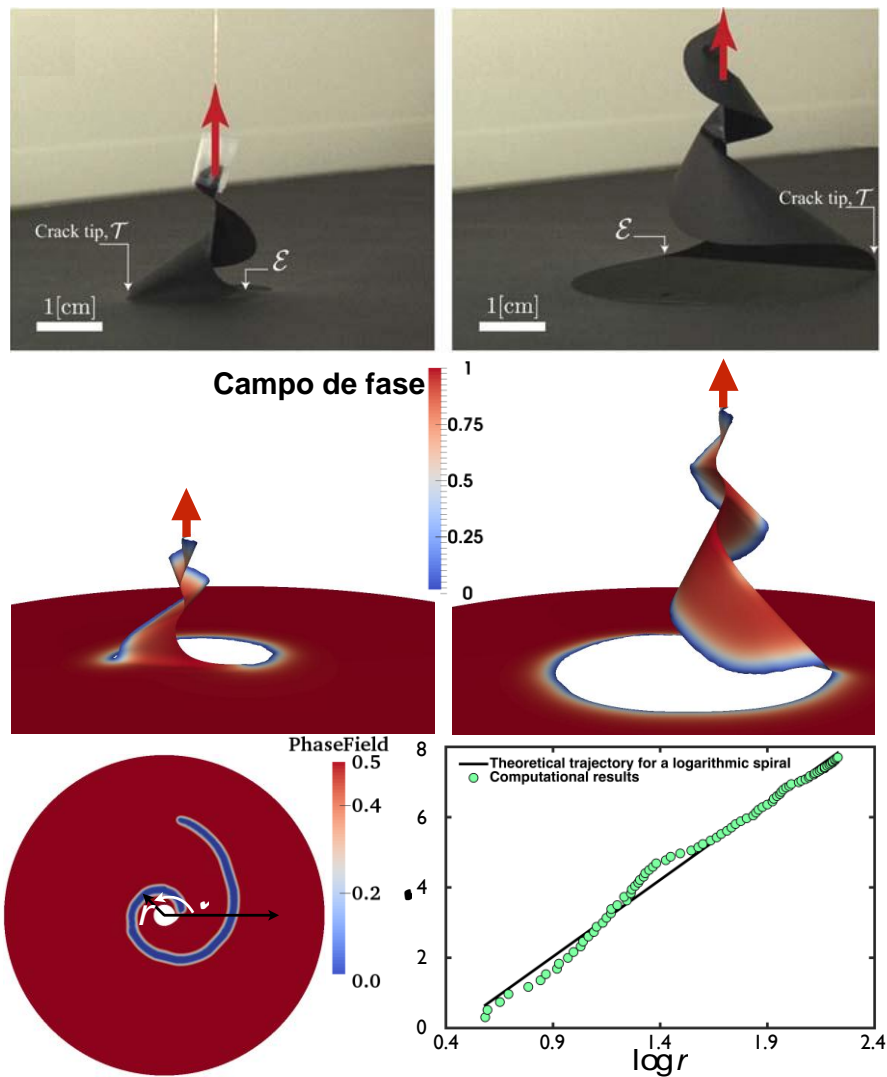 Crack tip, 𝒯
ℰ
1[cm]
Crack tip, 𝒯
ℰ
1[cm]
Campo de fase
1
0.75
0.5
0.25
0
PhaseField
0.5
0.4
0.2
0.0
r
8
6
4
2
0
Theoretical trajectory for a logarithmic spiral
Computational results
0.4 0.9 1.4 1.9 2.4
log r